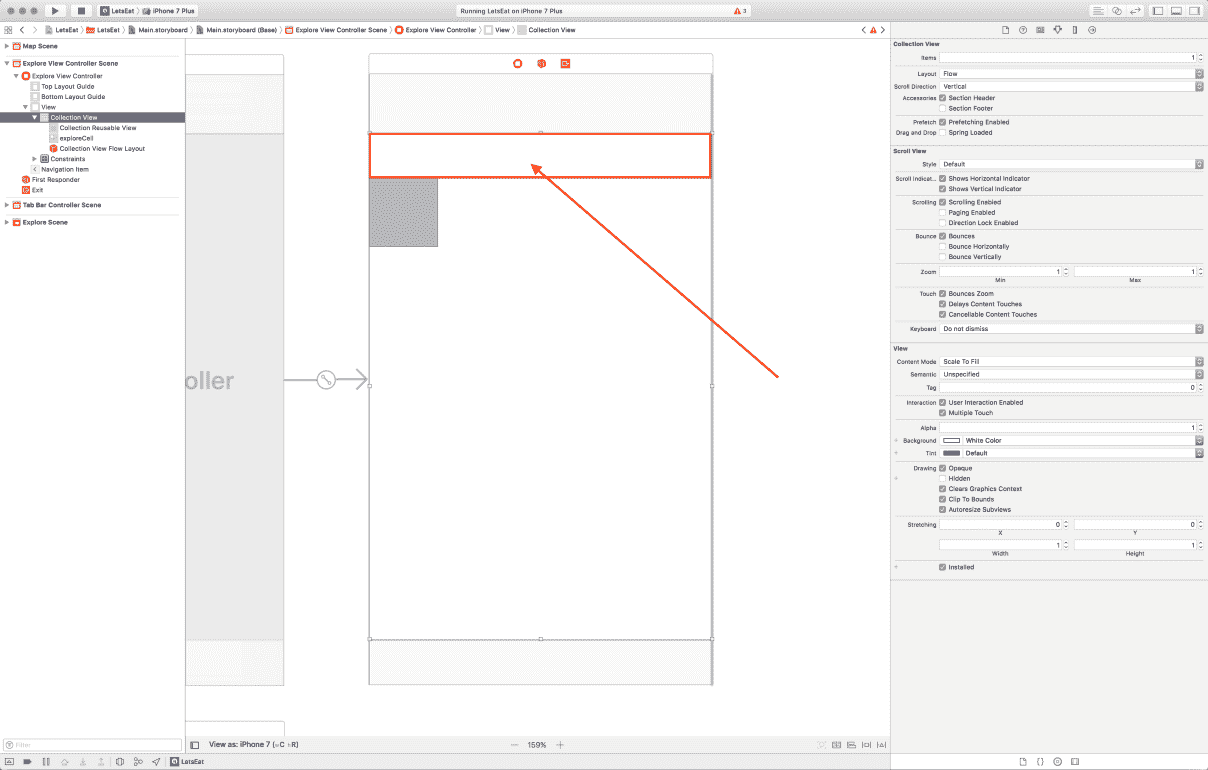 LetsEat
iPhone 7 Plus
Running LetsEat on iPhone 7 Plus
3
LetsEat
LetsEat
Main.storyboard
Main.storyboard (Base)
Explore View Controller Scene
Explore View Controller
View
Collection View
Map Scene
Explore View Controller Scene
Explore View Controller
Top Layout Guide
Bottom Layout Guide
View
Collection View
Collection Reusable View
exploreCell
Collection View Flow Layout
Constraints
Navigation Item
First Responder
Exit
Tab Bar Controller Scene
Explore Scene
Filter
oller
View as: iPhone 7 (wC hR)
159%
LetsEat
Collection View
Items 1
Layout Flow
Scroll Direction Vertical
Accessories Section Header
Section Footer
Prefetch Prefetching Enabled
Drag and Drop Spring Loaded
Scroll View
Style Default
Scroll Indicat... Shows Horizontal Indicator
Shows Vertical Indicator
Scrolling Scrolling Enabled
Paging Enabled
Direction Lock Enabled
Bounce Bounces
Bounce Horizontally
Bounce Vertically
Zoom 1 1
Min Max
Touch Bounces Zoom
Delays Content Touches
Cancellable Content Touches
Keyboard Do not dismiss
View
Content Mode Scale To Fill
Semantic Unspecified
Tag 0
Interaction User Interaction Enabled
Multiple Touch
Alpha 1
+ Background White Color
+ Tint Default
Drawing Opaque
+ Hidden
Clears Graphics Context
Clip To Bounds
Autoresize Subviews
Stretching 0 0
X Y
1 1
Width Height
+ Installed